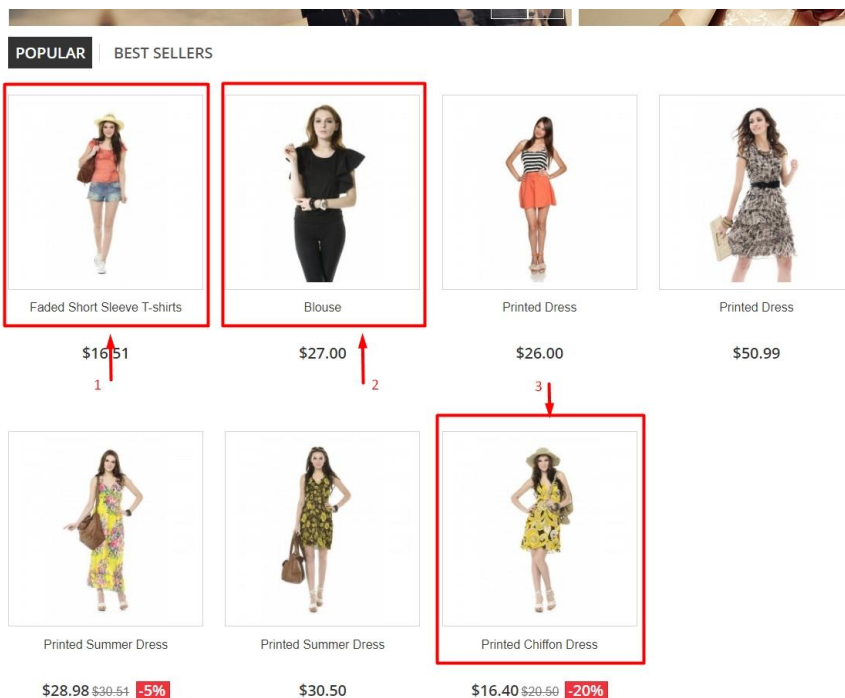 POPULAR BEST SELLERS
Faded Short Sleeve T-shirts Blouse Printed Dress Printed Dress
$16.51 $27.00 $26.00 $50.99
1 2 3
Printed Summer Dress Printed Summer Dress Printed Chiffon Dress
$28.98 $30.51 -5% $30.50 $16.40 $20.50 -20%